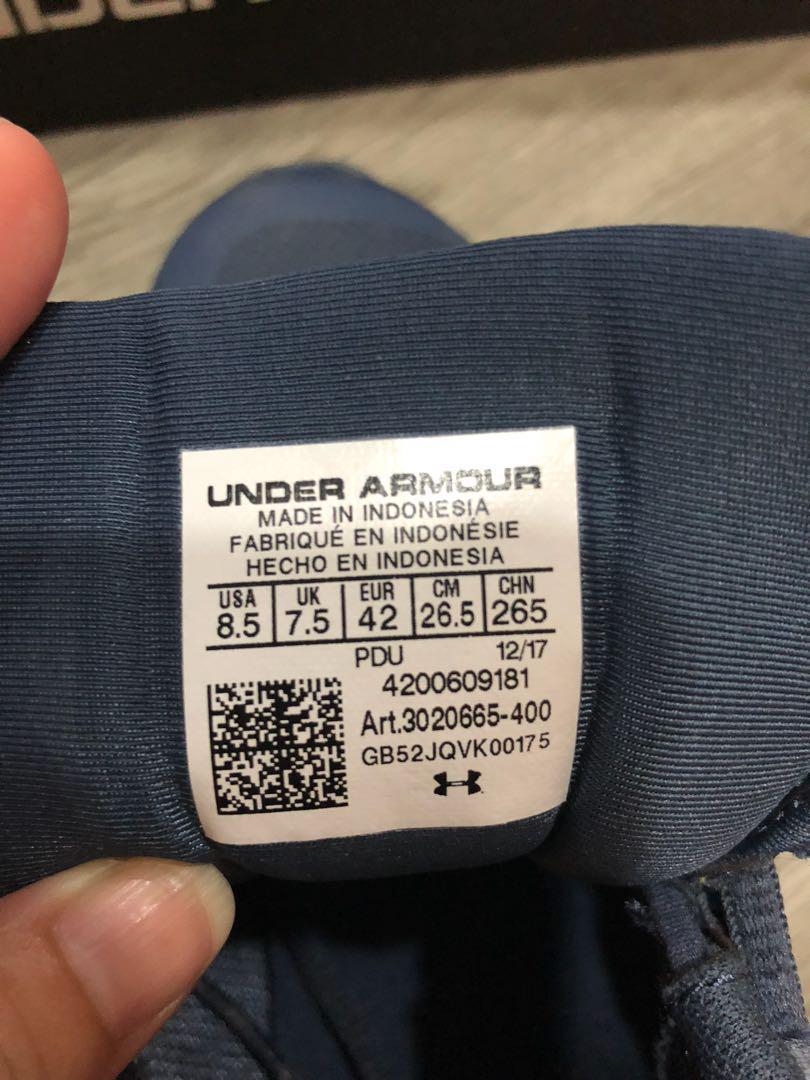 UNDER ARMOUR
MADE IN INDONESIA
FABRIQUÉ EN INDONÉSIE
HECHO EN INDONESIA
USA UK EUR CM CHN
8.5 7.5 42 26.5 265
PDU 12/17
4200609181
Art.3020665-400
GB52JQVK00175